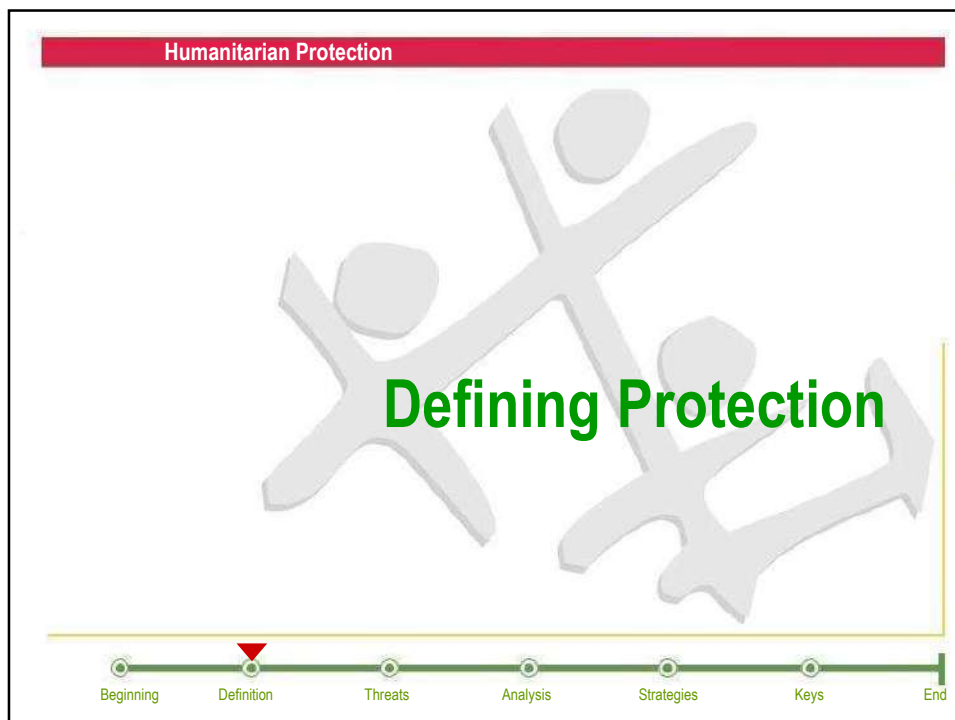 Humanitarian Protection
Defining Protection
Beginning Definition Threats Analysis Strategies Keys End